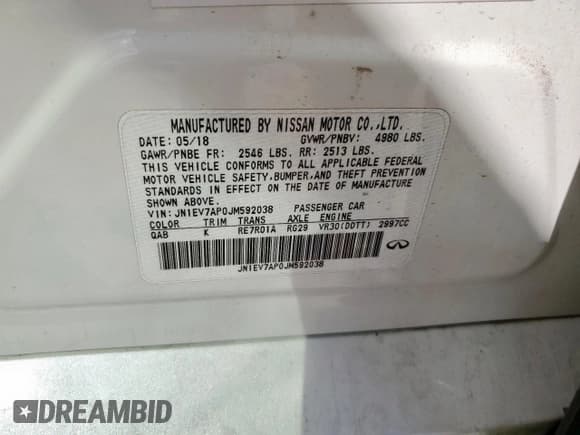 MANUFACTURED BY NISSAN MOTOR CO.,LTD.
DATE: 05/18 GVWR/PNBV: 4980 LBS.
GAWR/PNBE FR: 2546 LBS. RR: 2513 LBS.
THIS VEHICLE CONFORMS TO ALL APPLICABLE FEDERAL
MOTOR VEHICLE SAFETY,BUMPER,AND THEFT PREVENTION
STANDARDS IN EFFECT ON THE DATE OF MANUFACTURE
SHOWN ABOVE.
VIN: JN1EV7AP0JM592038 PASSENGER CAR
COLOR TRIM TRANS AXLE ENGINE
QAB K RE7R01A RG29 VR30(DDTT) 2997CC
JN1EV7AP0JM592038
DREAMBID